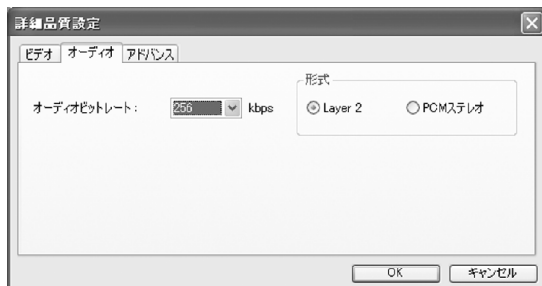 詳細品質設定
ビデオ オーディオ アドバンス
形式
オーディオビットレート: 256 kbps Layer 2 PCMステレオ
OK キャンセル